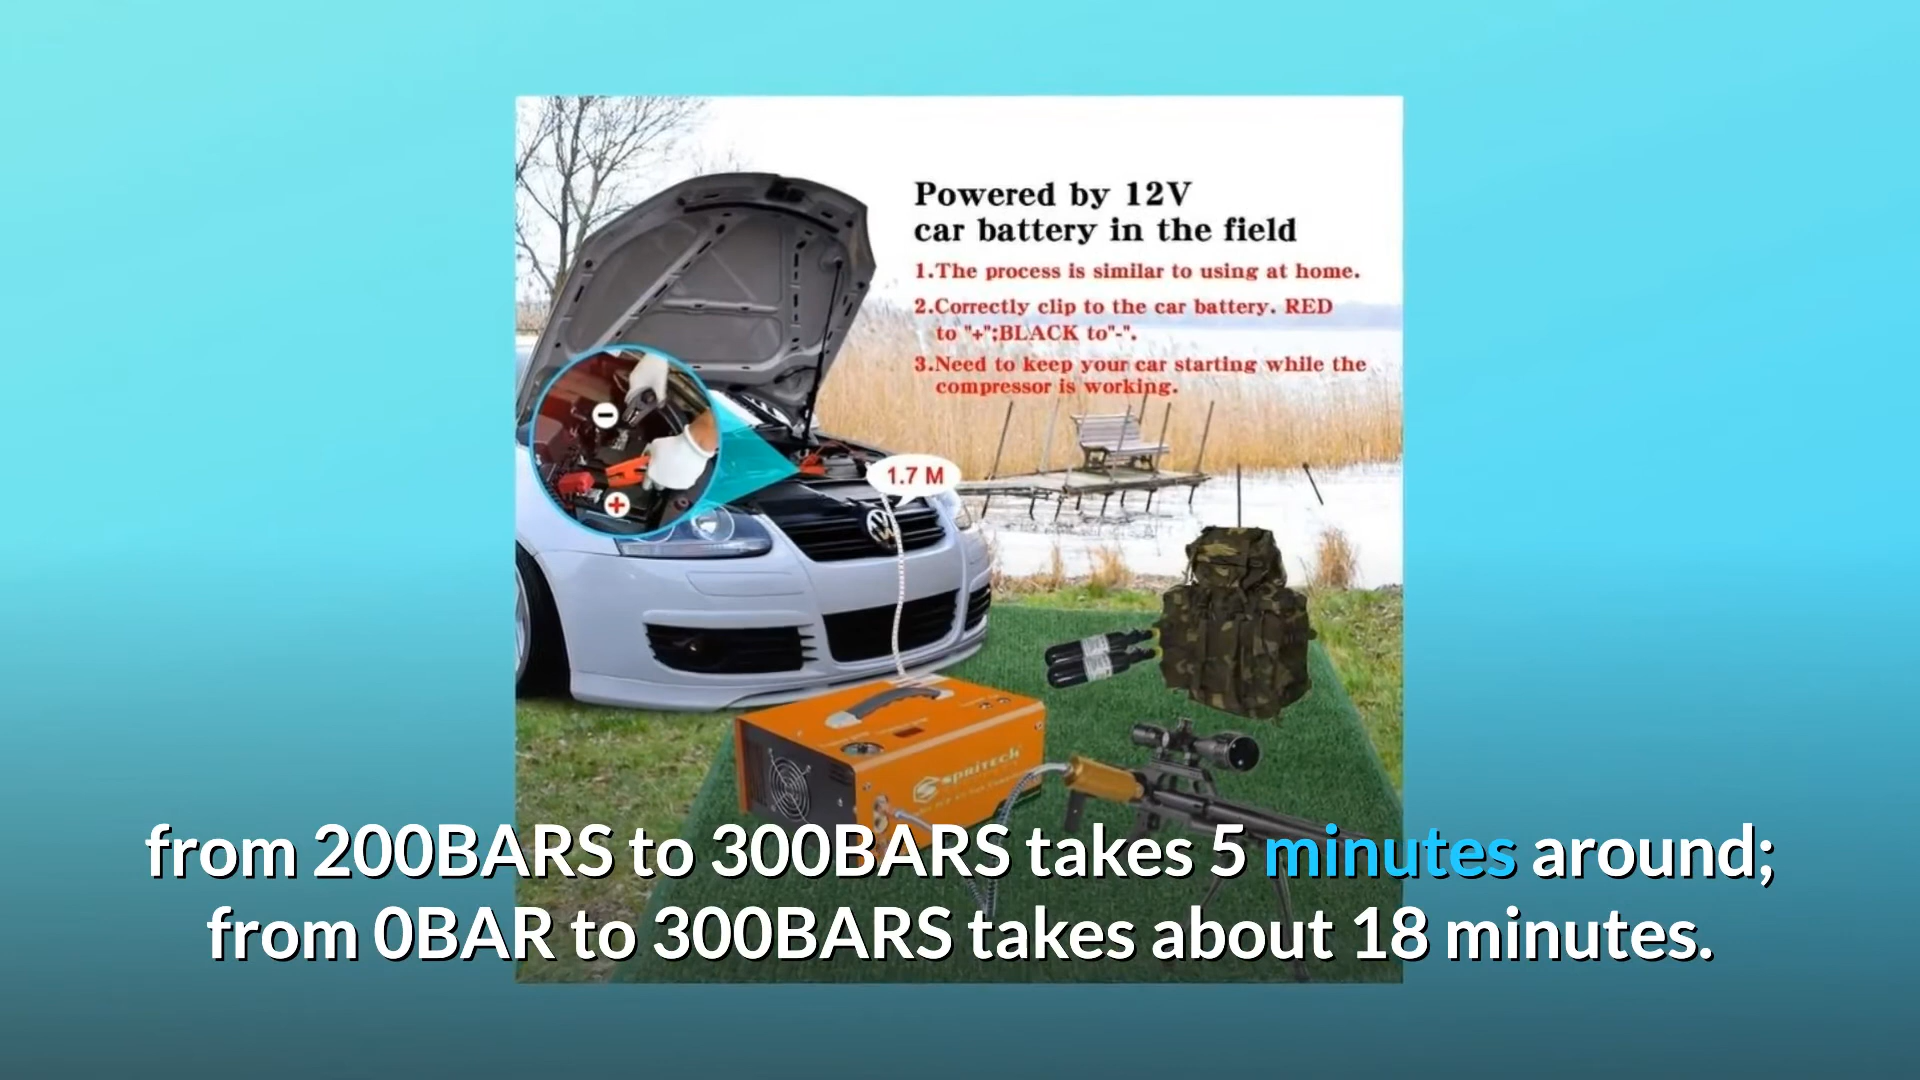 Powered by 12V
car battery in the field
1.The process is similar to using at home.
2.Correctly clip to the car battery. RED
to "+";BLACK to"-".
3.Need to keep your car starting while the
compressor is working.
1.7 M
SPRITECH
from 200BARS to 300BARS takes 5 minutes around;
from 0BAR to 300BARS takes about 18 minutes.